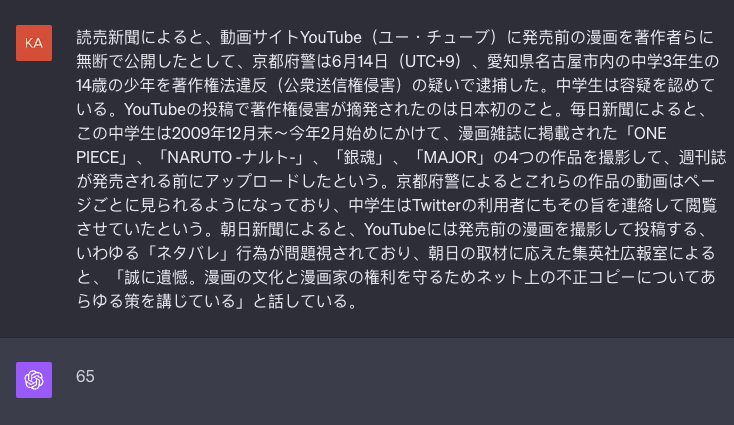 KA
読売新聞によると、動画サイトYouTube（ユー・チューブ）に発売前の漫画を著作者らに
無断で公開したとして、京都府警は6月14日（UTC+9）、愛知県名古屋市内の中学3年生の
14歳の少年を著作権法違反（公衆送信権侵害）の疑いで逮捕した。中学生は容疑を認めて
いる。YouTubeの投稿で著作権侵害が摘発されたのは日本初のこと。毎日新聞によると、
この中学生は2009年12月末〜今年2月始めにかけて、漫画雑誌に掲載された「ONE
PIECE」、「NARUTO -ナルト-」、「銀魂」、「MAJOR」の4つの作品を撮影して、週刊誌
が発売される前にアップロードしたという。京都府警によるとこれらの作品の動画はペー
ジごとに見られるようになっており、中学生はTwitterの利用者にもその旨を連絡して閲覧
させていたという。朝日新聞によると、YouTubeには発売前の漫画を撮影して投稿する、
いわゆる「ネタバレ」行為が問題視されており、朝日の取材に応えた集英社広報室による
と、「誠に遺憾。漫画の文化と漫画家の権利を守るためネット上の不正コピーについてあ
らゆる策を講じている」と話している。
65